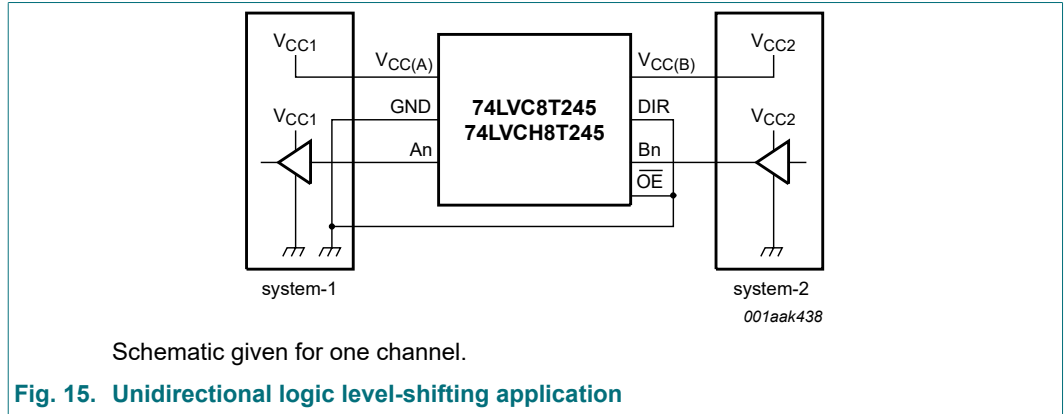 VCC1
VCC(A)
GND
VCC1
An
74LVC8T245
74LVCH8T245
VCC(B)
DIR
Bn
OE
VCC2
VCC2
system-1
system-2
001aak438
Schematic given for one channel.
Fig. 15. Unidirectional logic level-shifting application